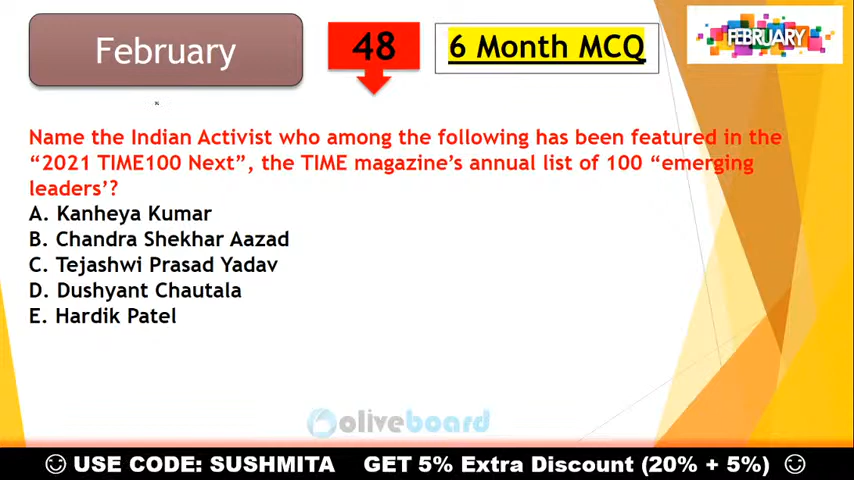 February
48
6 Month MCQ
FEBRUARY
Name the Indian Activist who among the following has been featured in the
“2021 TIME100 Next”, the TIME magazine’s annual list of 100 “emerging
leaders’?
A. Kanheya Kumar
B. Chandra Shekhar Aazad
C. Tejashwi Prasad Yadav
D. Dushyant Chautala
E. Hardik Patel
oliveboard
USE CODE: SUSHMITA GET 5% Extra Discount (20% + 5%)